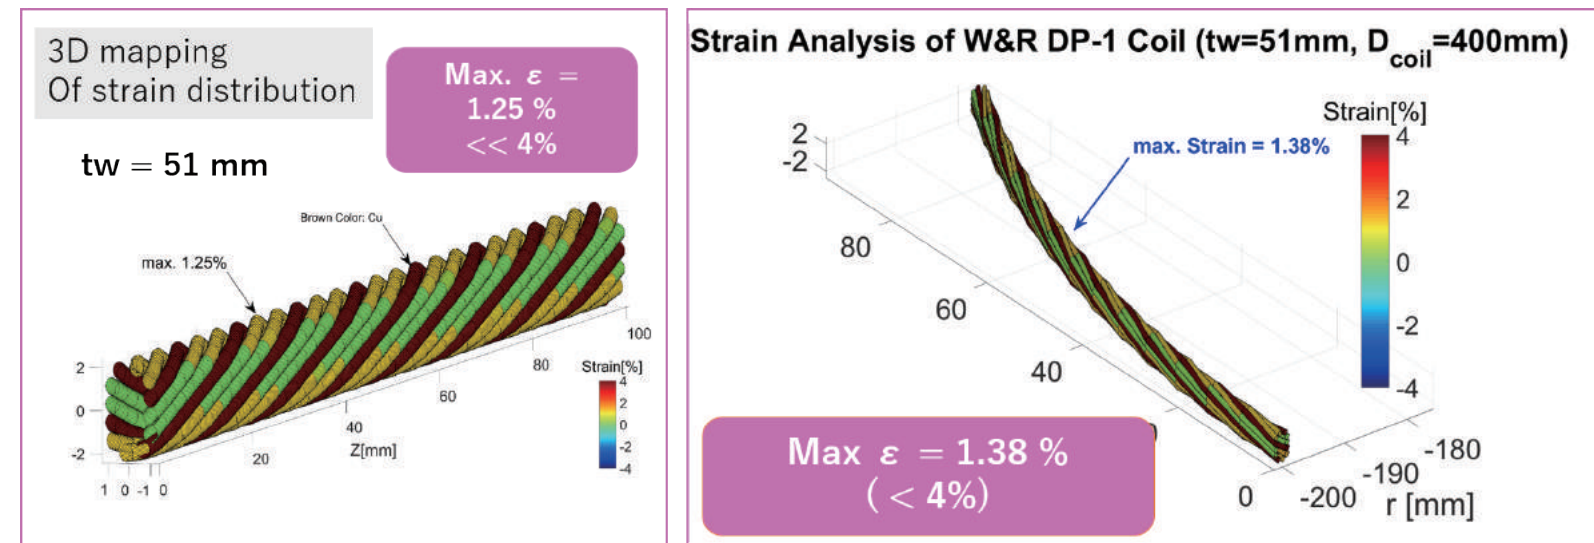 3D mapping
Of strain distribution
Max. ε =
1.25 %
<< 4%
tw = 51 mm
Brown Color: Cu
max. 1.25%
2
0
-2
1 0 -1 0
20
40
60
80
100
Z[mm]
Strain[%]
4
2
0
-2
-4
Strain Analysis of W&R DP-1 Coil (tw=51mm, D_coil=400mm)
Strain[%]
4
2
0
-2
-4
max. Strain = 1.38%
2
-2
80
60
40
0
-200
-190
-180
r [mm]
Max ε = 1.38 %
( < 4%)